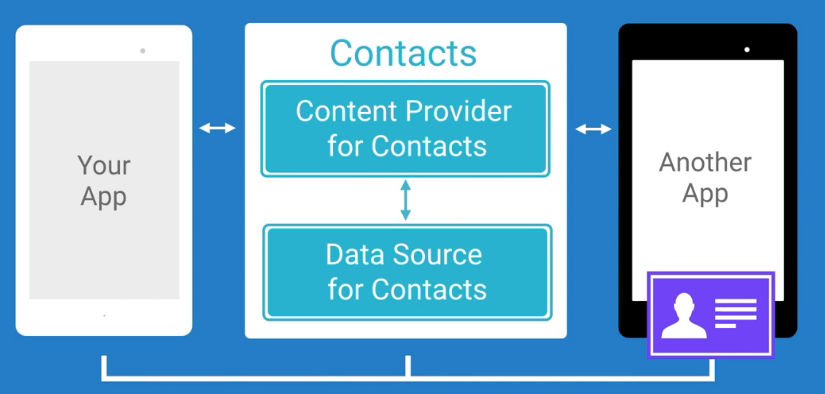 Contacts
Your
App
Content Provider
for Contacts
Another
App
Data Source
for Contacts